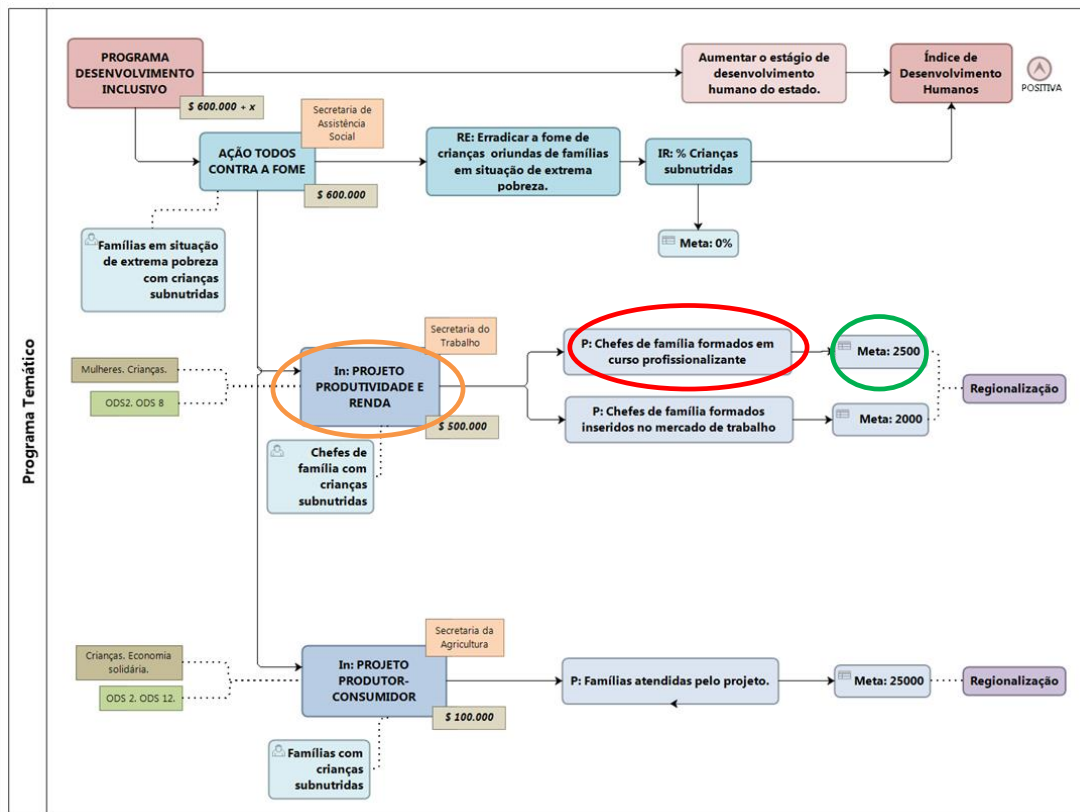 Programa Temático
PROGRAMA
DESENVOLVIMENTO
INCLUSIVO
$ 600.000 + x
Aumentar o estágio de
desenvolvimento
humano do estado.
Índice de
Desenvolvimento
Humanos
POSITIVA
AÇÃO TODOS
CONTRA A FOME
Secretaria de
Assistência
Social
$ 600.000
RE: Erradicar a fome de
crianças oriundas de famílias
em situação de extrema
pobreza.
IR: % Crianças
subnutridas
Meta: 0%
Famílias em situação
de extrema pobreza
com crianças
subnutridas
Mulheres. Crianças.
ODS2. ODS 8
In: PROJETO
PRODUTIVIDADE E
RENDA
Secretaria do
Trabalho
$ 500.000
Chefes de
família com
crianças
subnutridas
P: Chefes de família formados em
curso profissionalizante
Meta: 2500
P: Chefes de família formados
inseridos no mercado de trabalho
Meta: 2000
Regionalização
Crianças. Economia
solidária.
ODS 2. ODS 12.
In: PROJETO
PRODUTOR-
CONSUMIDOR
Secretaria da
Agricultura
$ 100.000
Famílias com
crianças
subnutridas
P: Famílias atendidas pelo projeto.
Meta: 25000
Regionalização